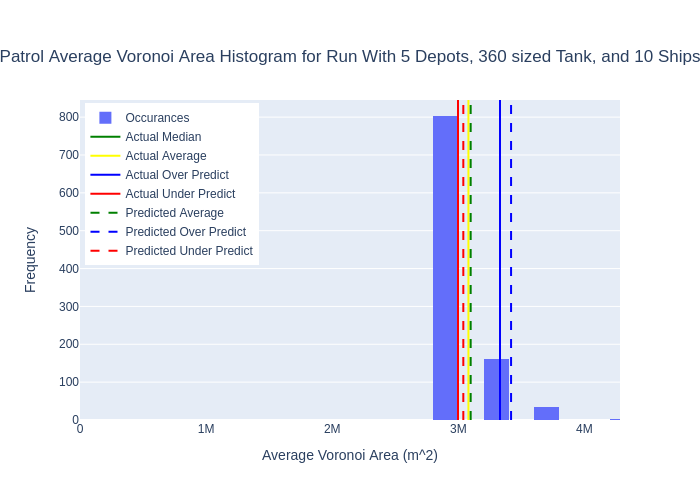 Patrol Average Voronoi Area Histogram for Run With 5 Depots, 360 sized Tank, and 10 Ships
Occurances
Actual Median
Actual Average
Actual Over Predict
Actual Under Predict
Predicted Average
Predicted Over Predict
Predicted Under Predict
800
700
600
500
400
300
200
100
0
Frequency
0 1M 2M 3M 4M
Average Voronoi Area (m^2)